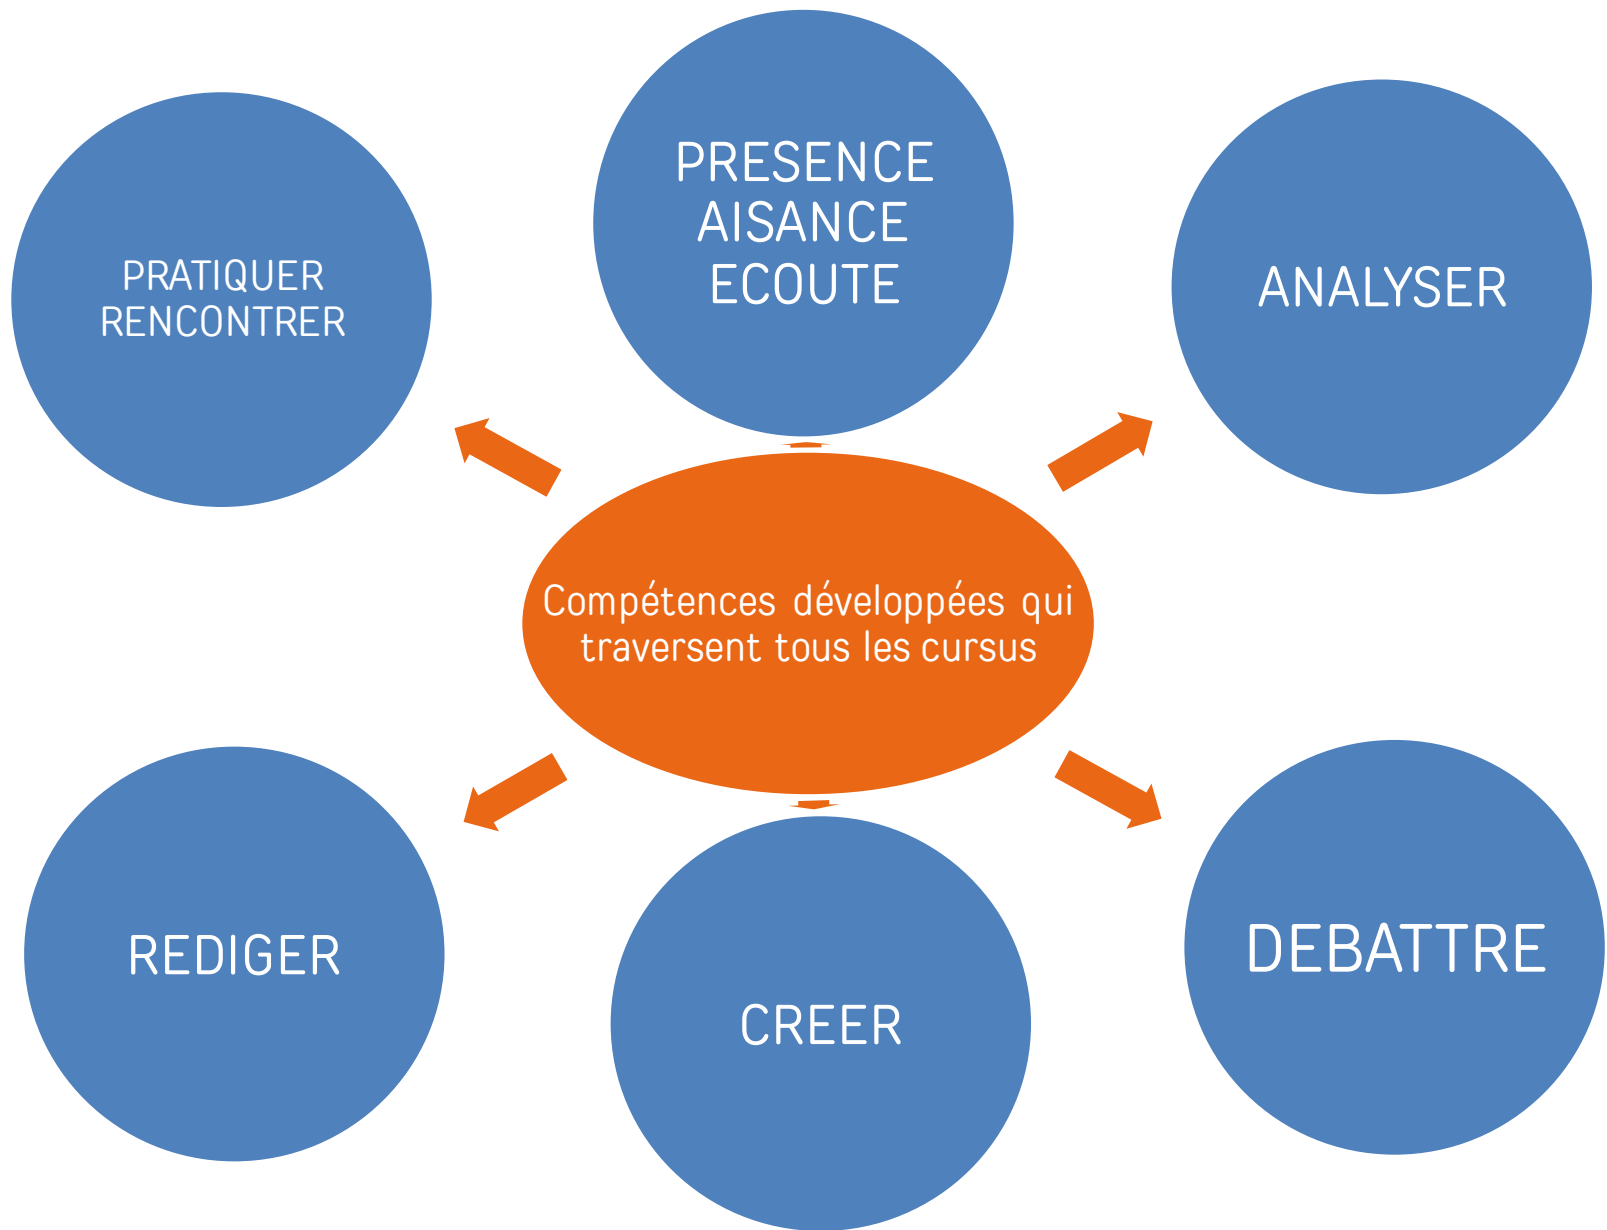 PRESENCE
AISANCE
ECOUTE
PRATIQUER
RENCONTRER
ANALYSER
Compétences développées qui
traversent tous les cursus
REDIGER
CREER
DEBATTRE